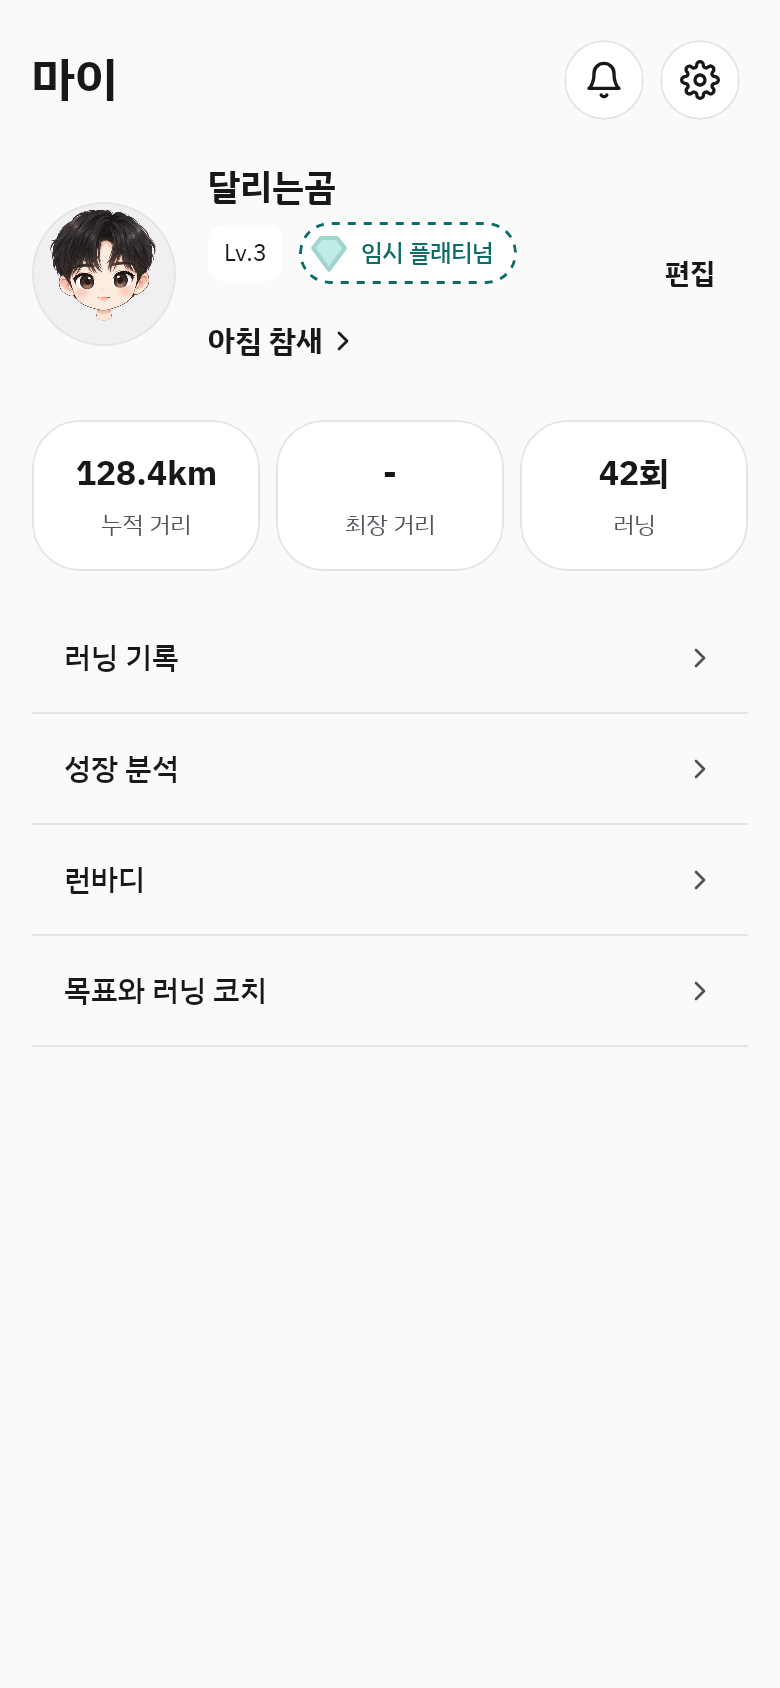 마이
달리는곰
Lv.3 임시 플래티넘
편집
아침 참새
128.4km - 42회
누적 거리 최장 거리 러닝
러닝 기록
성장 분석
런바디
목표와 러닝 코치